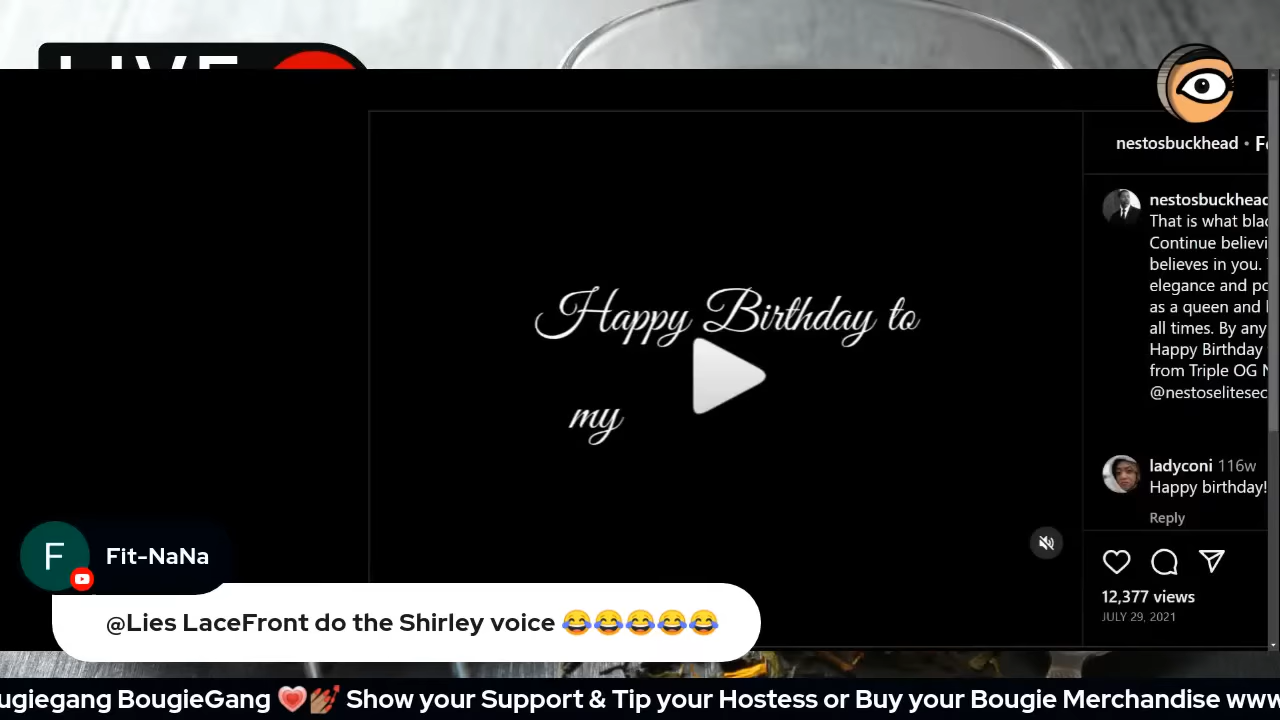 LIVE
nestosbuckhead •
nestosbuckhead
That is what
Continue
believes in you.
elegance and
as a queen and
all times. By any
Happy Birthday
from Triple OG
@nestoselitesec
Happy Birthday to
my
ladyconi 116w
Happy birthday!
Reply
12,377 views
JULY 29, 2021
F
Fit-NaNa
@Lies LaceFront do the Shirley voice 😂😂😂😂😂
ugiegang BougieGang 💗💅🏾 Show your Support & Tip your Hostess or Buy your Bougie Merchandise www